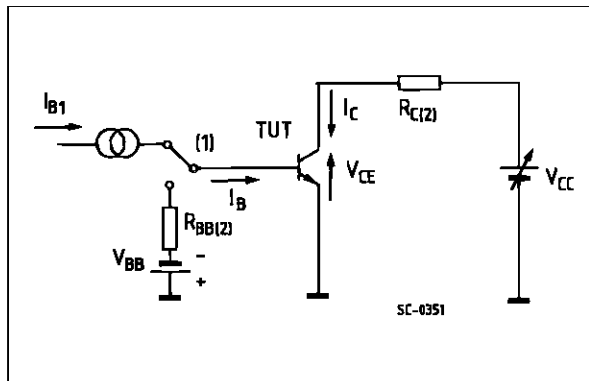 IB1
(1)
TUT
IC
RC(2)
VCE
VCC
IB
RBB(2)
VBB
-
+
SC-0351